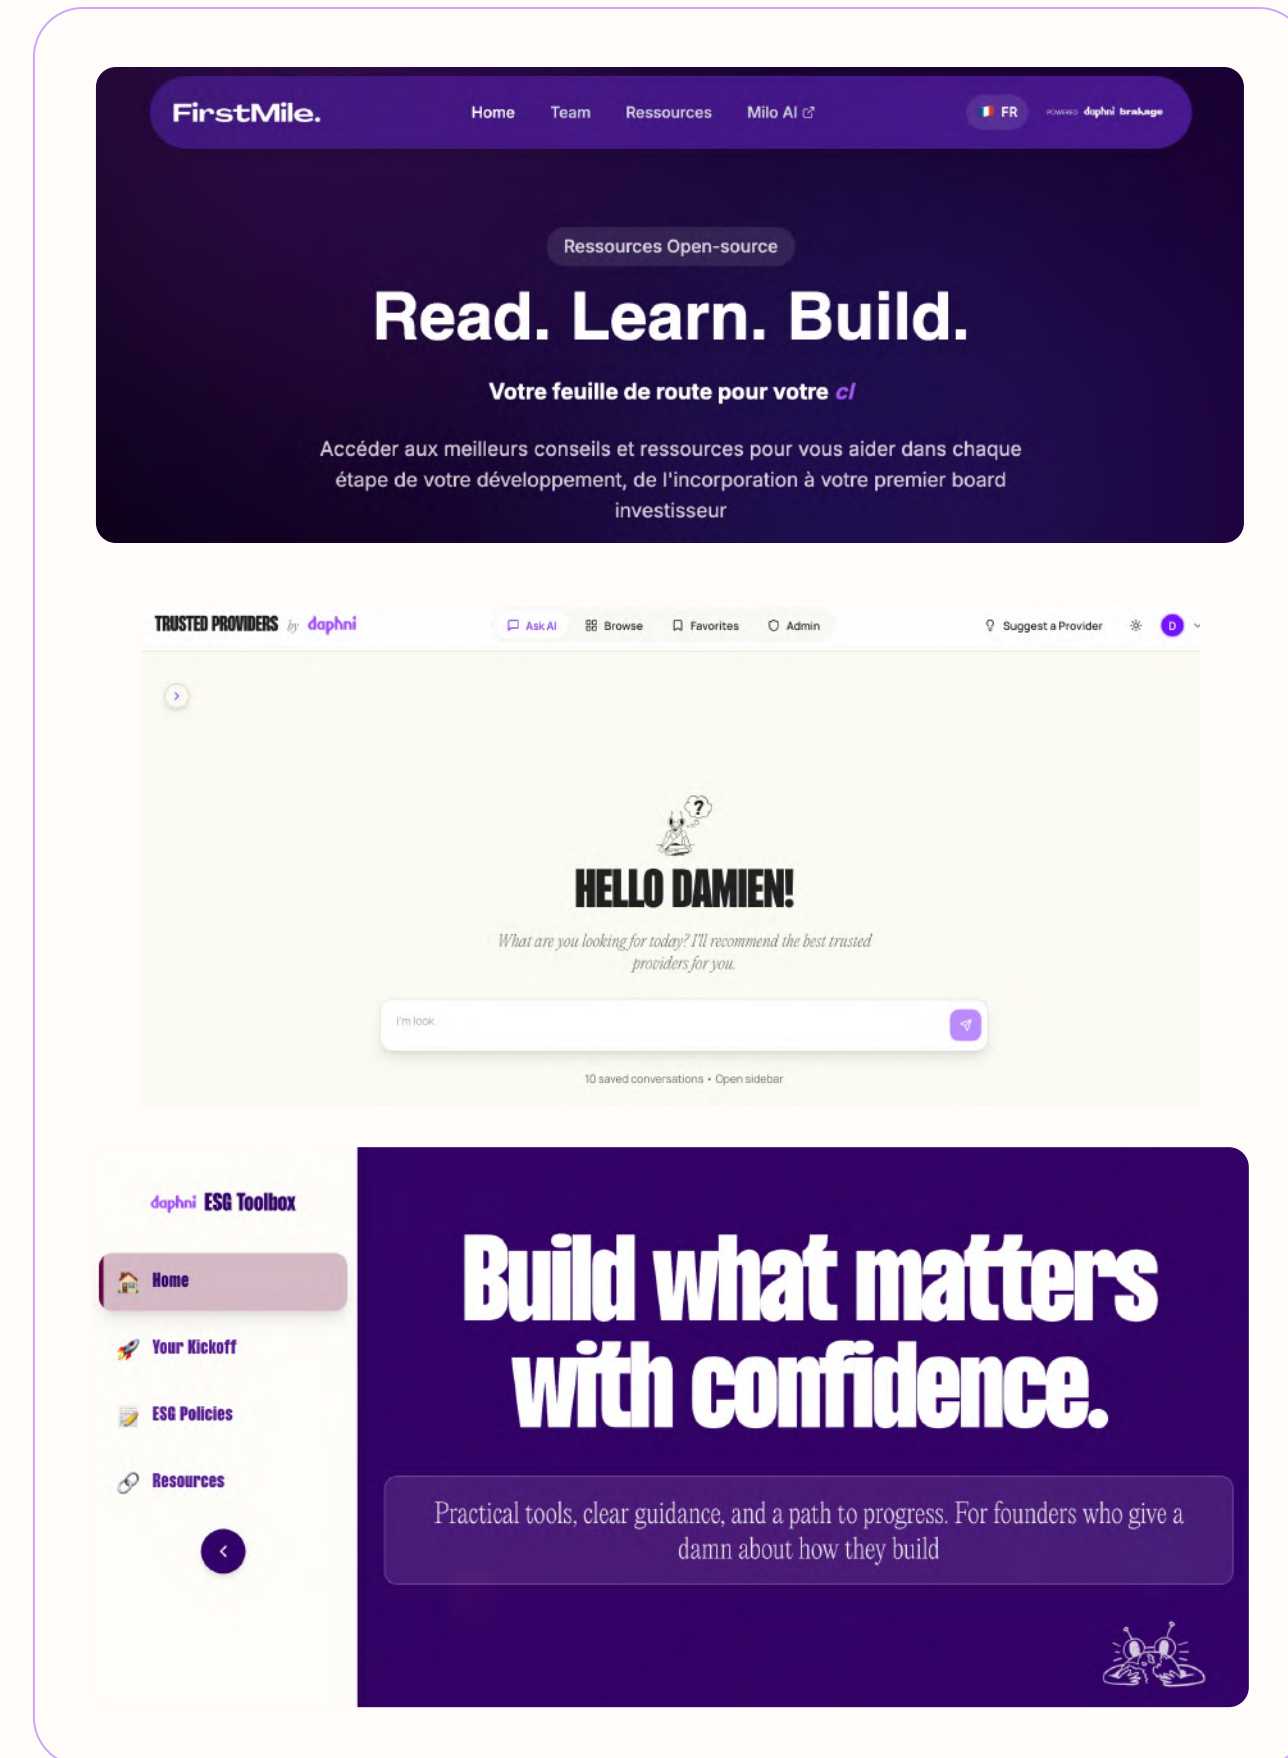 FirstMile.
Home
Team
Ressources
Milo AI
FR
POWERED daphni brakage
Ressources Open-source
Read. Learn. Build.
Votre feuille de route pour votre cl
Accéder aux meilleurs conseils et ressources pour vous aider dans chaque
étape de votre développement, de l'incorporation à votre premier board
investisseur
TRUSTED PROVIDERS by daphni
Ask AI
Browse
Favorites
Admin
Suggest a Provider
D
?
HELLO DAMIEN!
What are you looking for today? I'll recommend the best trusted
providers for you.
I'm look
10 saved conversations • Open sidebar
daphni ESG Toolbox
Home
Your Kickoff
ESG Policies
Resources
Build what matters
with confidence.
Practical tools, clear guidance, and a path to progress. For founders who give a
damn about how they build